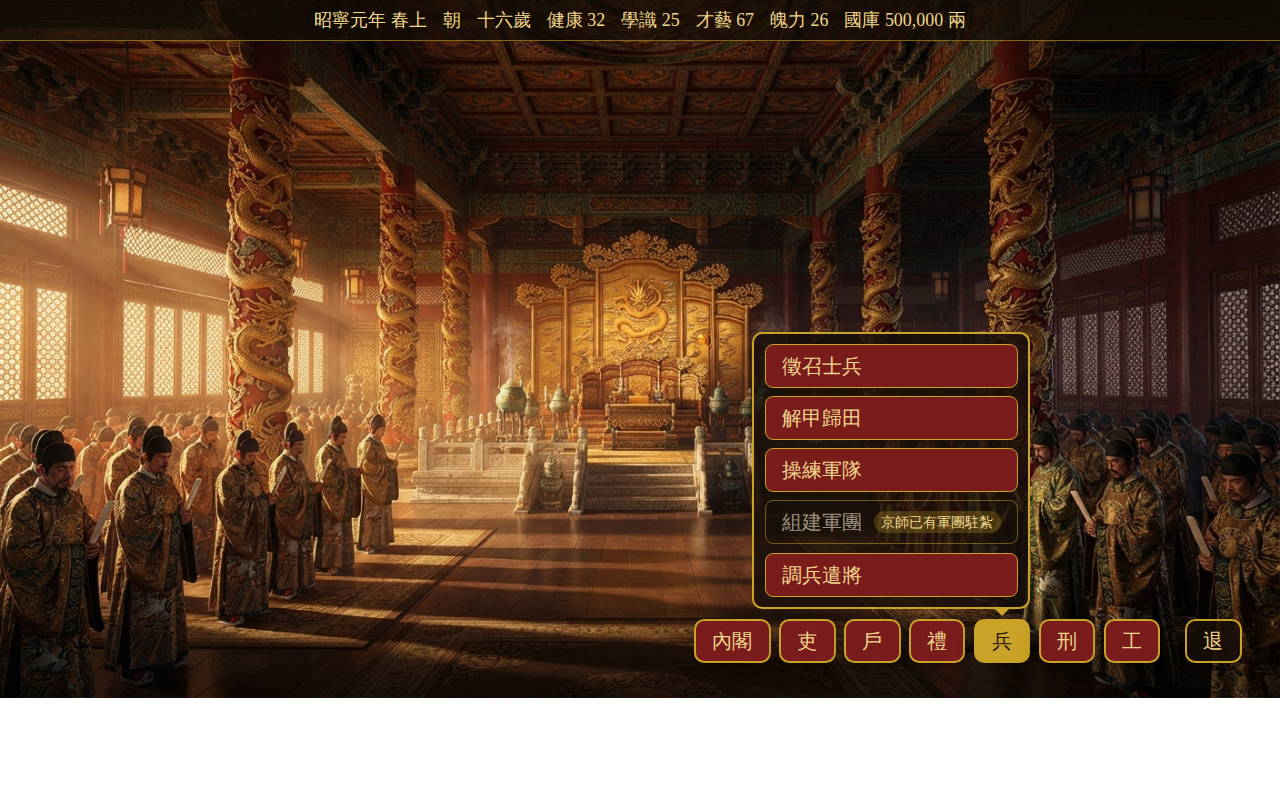 昭寧元年 春上 朝 十六歲 健康 32 學識 25 才藝 67 魄力 26 國庫 500,000 兩
徵召士兵
解甲歸田
操練軍隊
組建軍團 京師已有軍團駐紮
調兵遣將
內閣 吏 戶 禮 兵 刑 工 退